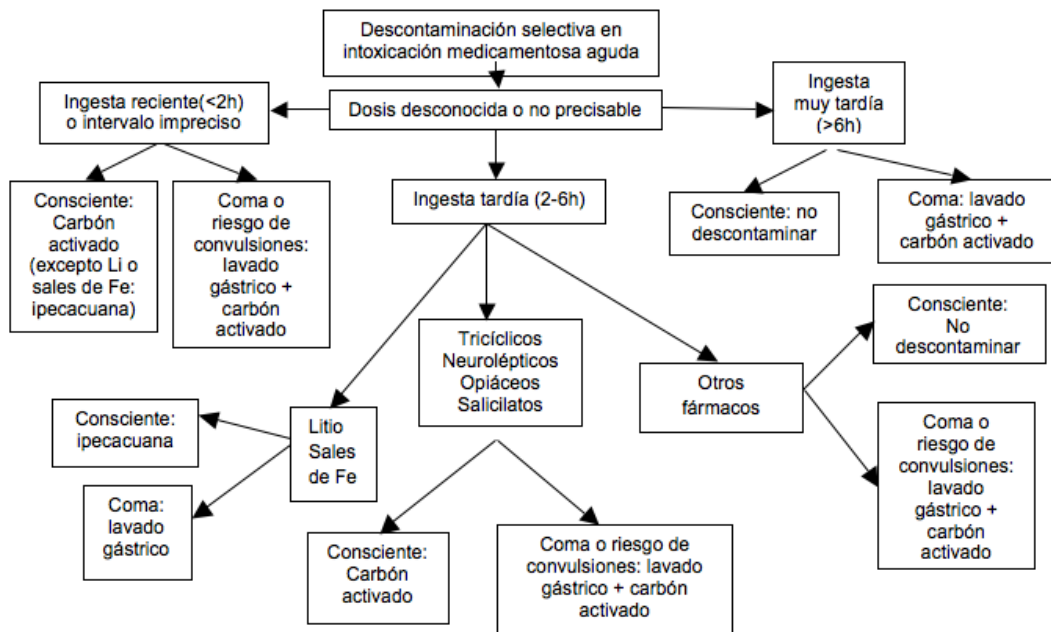 Descontaminación selectiva en
intoxicación medicamentosa aguda
Ingesta reciente(<2h)
o intervalo impreciso
Dosis desconocida o no precisable
Ingesta
muy tardía
(>6h)
Consciente:
Carbón
activado
(excepto Li o
sales de Fe:
ipecacuana)
Coma o
riesgo de
convulsiones:
lavado
gástrico +
carbón
activado
Ingesta tardía (2-6h)
Consciente: no
descontaminar
Coma: lavado
gástrico +
carbón activado
Consciente:
No
descontaminar
Tricíclicos
Neurolépticos
Opiáceos
Salicilatos
Otros
fármacos
Consciente:
ipecacuana
Litio
Sales
de Fe
Coma:
lavado
gástrico
Consciente:
Carbón
activado
Coma o riesgo de
convulsiones: lavado
gástrico + carbón
activado
Coma o
riesgo de
convulsiones:
lavado
gástrico +
carbón
activado